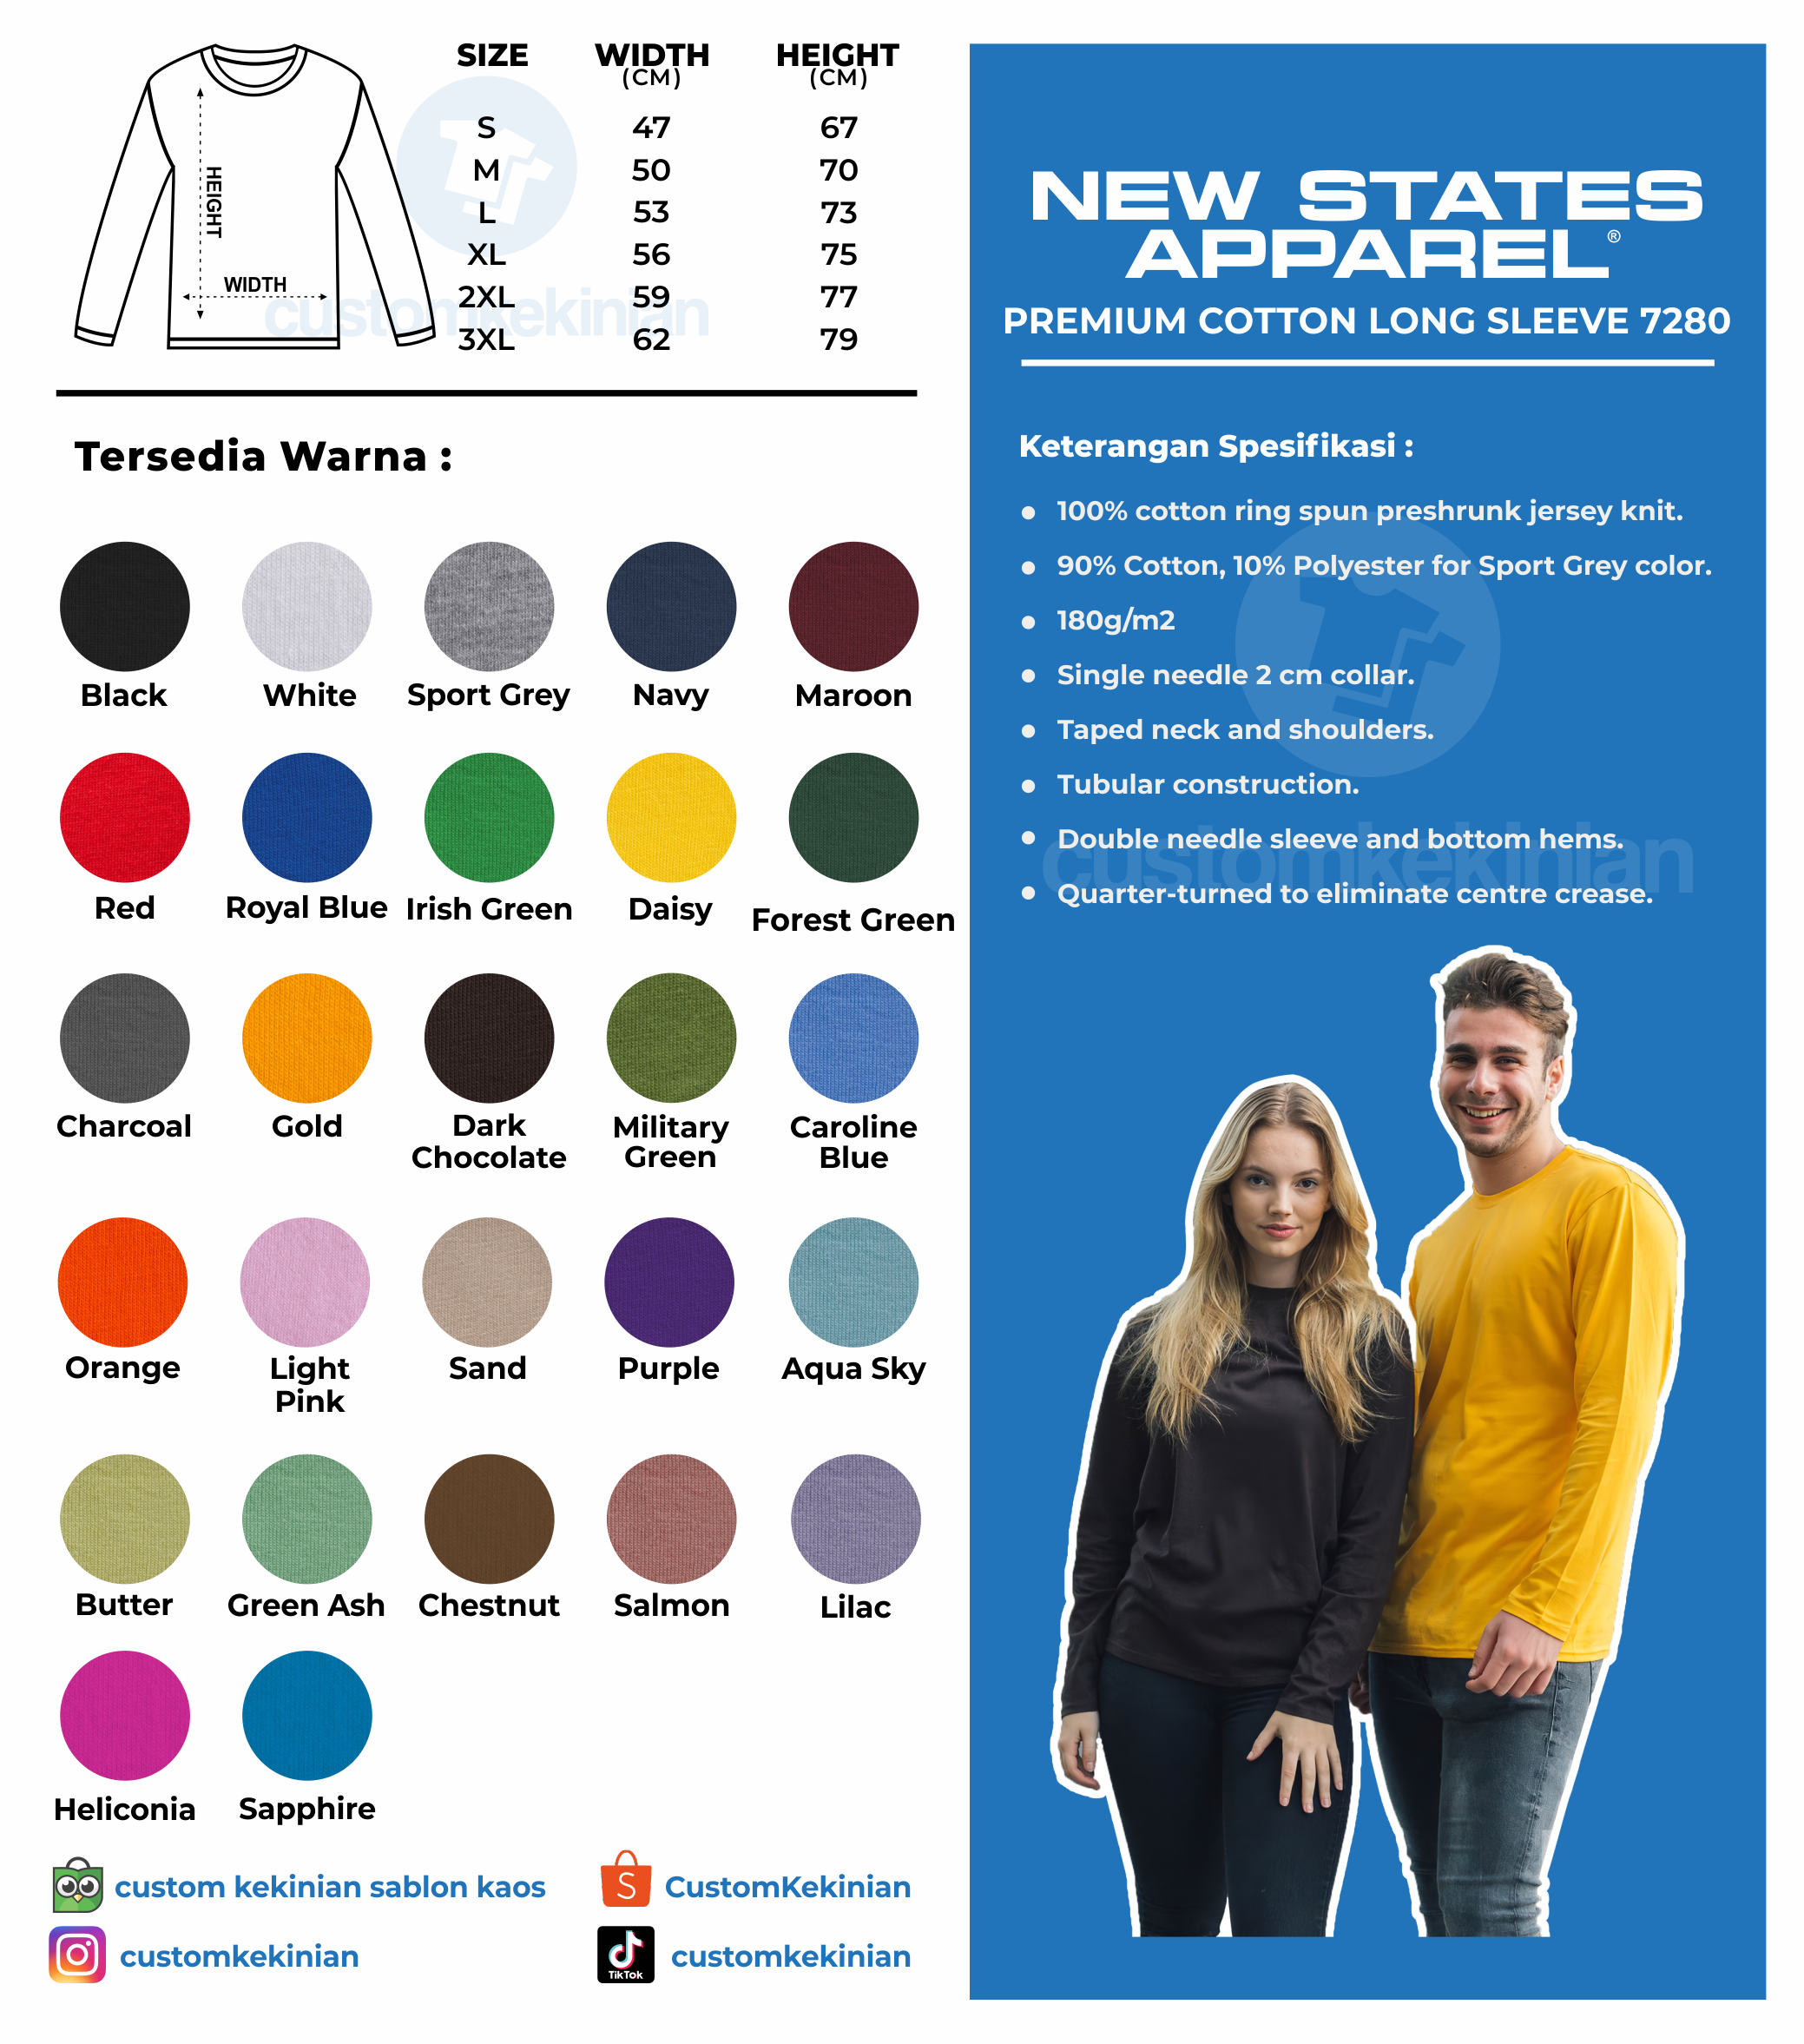 SIZE WIDTH HEIGHT
(CM) (CM)
S 47 67
M 50 70
L 53 73
XL 56 75
2XL 59 77
3XL 62 79
HEIGHT
WIDTH
customkekinian
Tersedia Warna :
Black White Sport Grey Navy Maroon
Red Royal Blue Irish Green Daisy Forest Green
Charcoal Gold Dark Military Caroline
Chocolate Green Blue
Orange Light Sand Purple Aqua Sky
Pink
Butter Green Ash Chestnut Salmon Lilac
Heliconia Sapphire
custom kekinian sablon kaos
S CustomKekinian
customkekinian
TikTok customkekinian
NEW STATES
APPAREL®
PREMIUM COTTON LONG SLEEVE 7280
Keterangan Spesifikasi :
● 100% cotton ring spun preshrunk jersey knit.
● 90% Cotton, 10% Polyester for Sport Grey color.
● 180g/m2
● Single needle 2 cm collar.
● Taped neck and shoulders.
● Tubular construction.
● Double needle sleeve and bottom hems.
● Quarter-turned to eliminate centre crease.
customkekinian